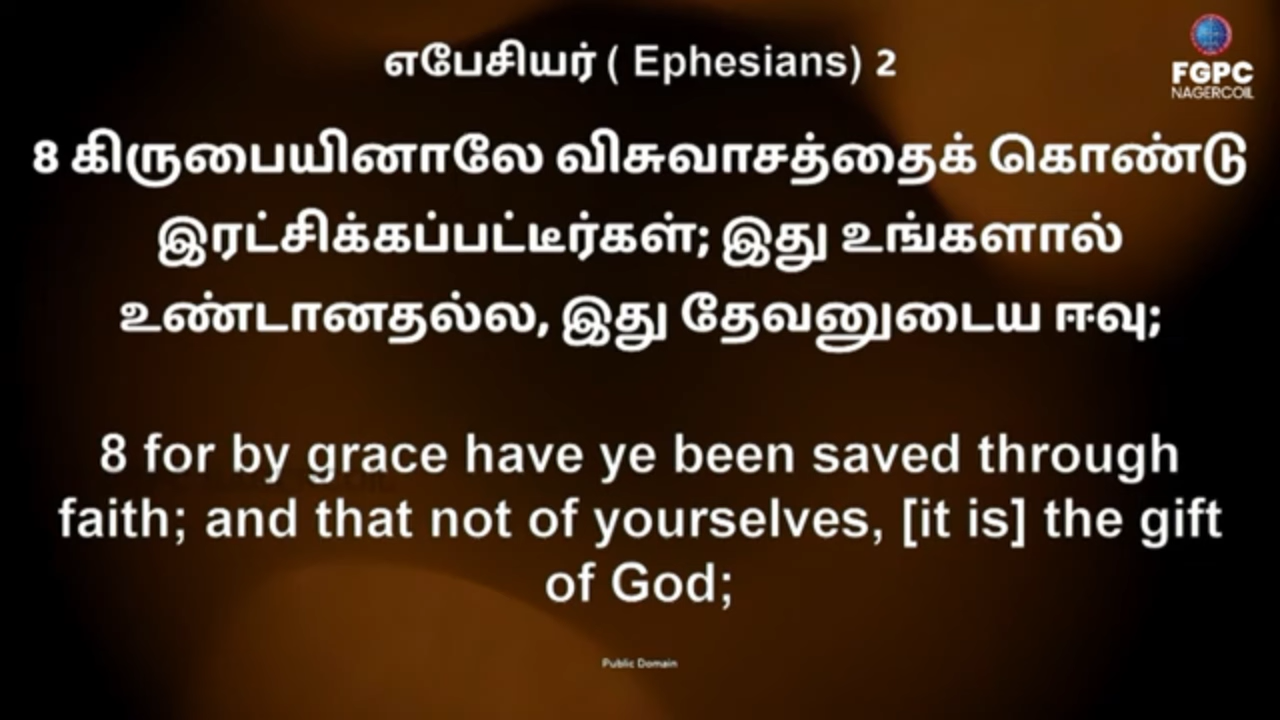 எபேசியர் ( Ephesians) 2
FGPC
NAGERCOIL
8 கிருபையினாலே விசுவாசத்தைக் கொண்டு
இரட்சிக்கப்பட்டீர்கள்; இது உங்களால்
உண்டானதல்ல, இது தேவனுடைய ஈவு;
8 for by grace have ye been saved through
faith; and that not of yourselves, [it is] the gift
of God;
Public Domain